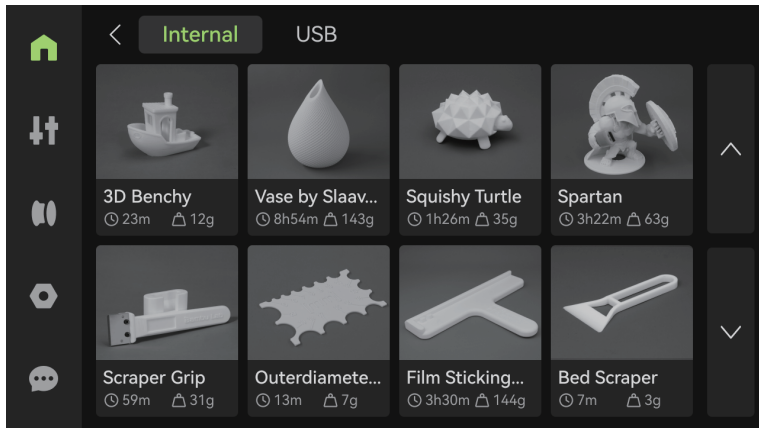 Internal USB
3D Benchy
23m 12g
Vase by Slaav...
8h54m 143g
Squishy Turtle
1h26m 35g
Spartan
3h22m 63g
Scraper Grip
59m 31g
Outerdiamete...
13m 7g
Film Sticking...
3h30m 144g
Bed Scraper
7m 3g